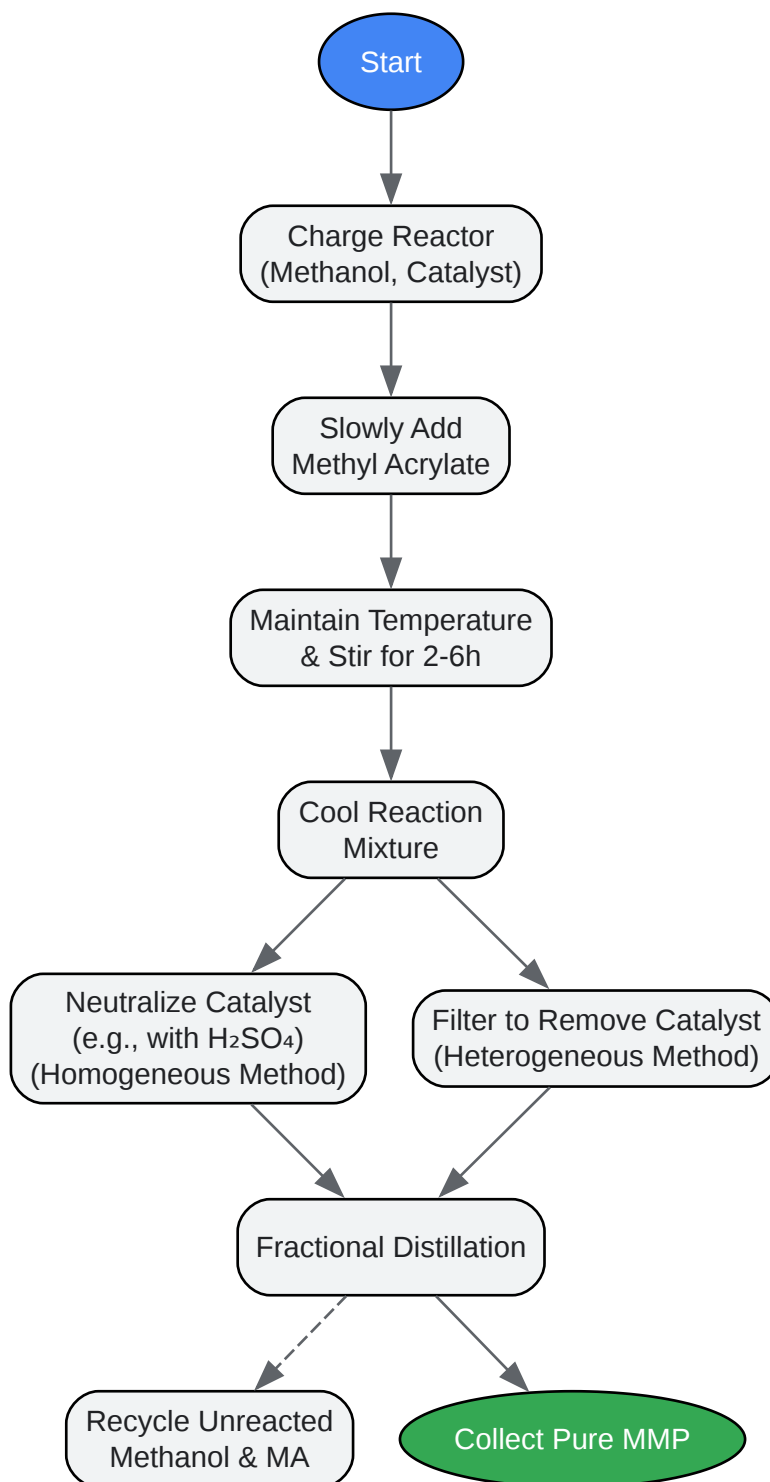 Start
Charge Reactor
(Methanol, Catalyst)
Slowly Add
Methyl Acrylate
Maintain Temperature
& Stir for 2-6h
Cool Reaction
Mixture
Neutralize Catalyst
(e.g., with H₂SO₄)
(Homogeneous Method)
Filter to Remove Catalyst
(Heterogeneous Method)
Fractional Distillation
Recycle Unreacted
Methanol & MA
Collect Pure MMP